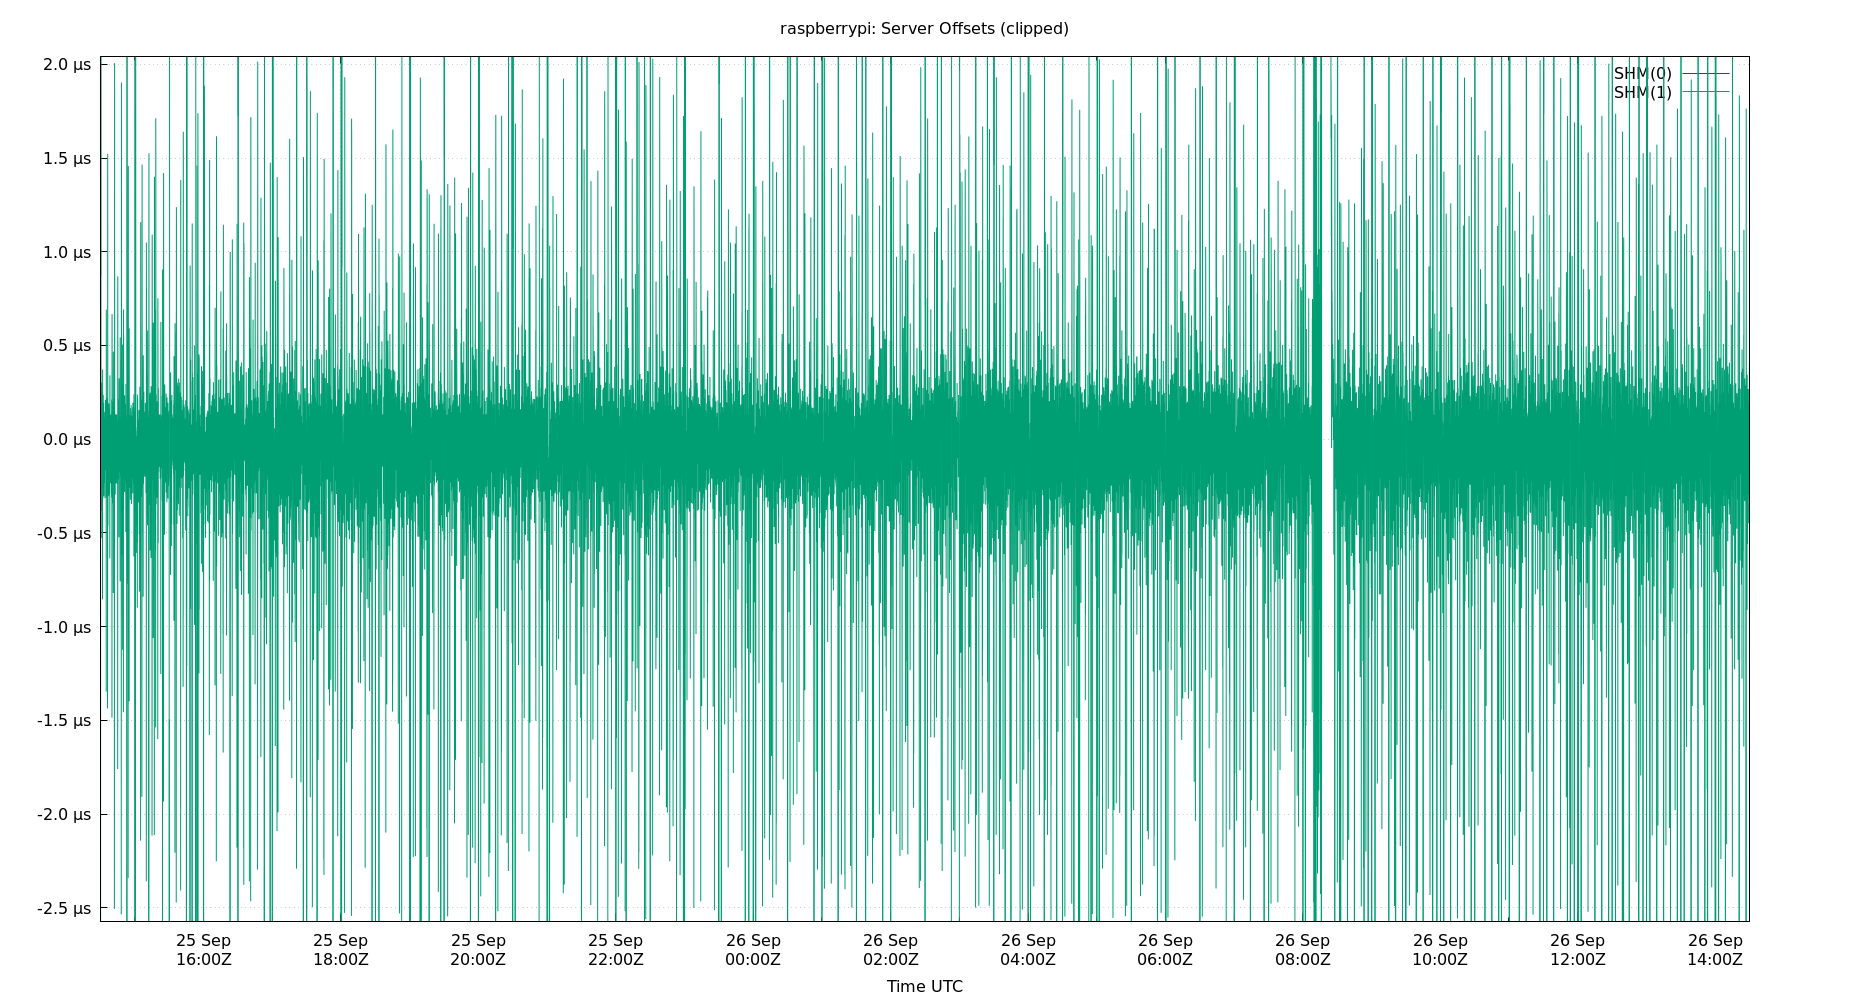 raspberrypi: Server Offsets (clipped)
SHM(0)
SHM(1)
2.0 µs
1.5 µs
1.0 µs
0.5 µs
0.0 µs
-0.5 µs
-1.0 µs
-1.5 µs
-2.0 µs
-2.5 µs
25 Sep 25 Sep 25 Sep 25 Sep 26 Sep 26 Sep 26 Sep 26 Sep 26 Sep 26 Sep 26 Sep 26 Sep
16:00Z 18:00Z 20:00Z 22:00Z 00:00Z 02:00Z 04:00Z 06:00Z 08:00Z 10:00Z 12:00Z 14:00Z
Time UTC